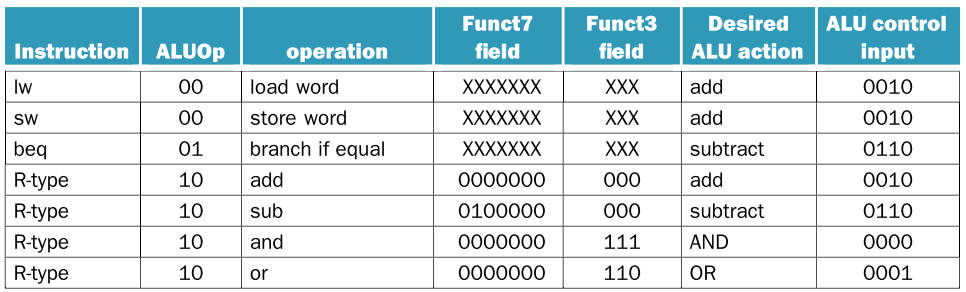 Instruction ALUOp operation Funct7 field Funct3 field Desired ALU action ALU control input
lw 00 load word XXXXXXX XXX add 0010
sw 00 store word XXXXXXX XXX add 0010
beq 01 branch if equal XXXXXXX XXX subtract 0110
R-type 10 add 0000000 000 add 0010
R-type 10 sub 0100000 000 subtract 0110
R-type 10 and 0000000 111 AND 0000
R-type 10 or 0000000 110 OR 0001